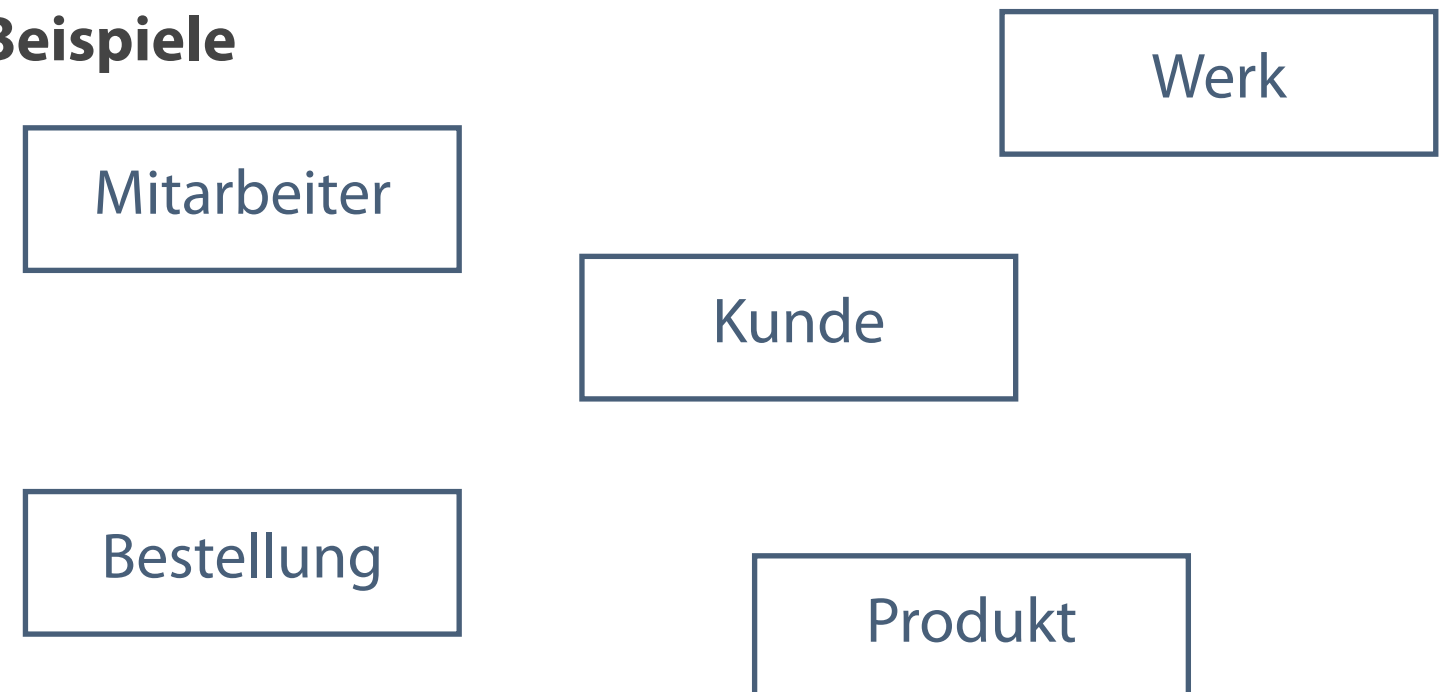 Beispiele
Werk
Mitarbeiter
Kunde
Bestellung
Produkt